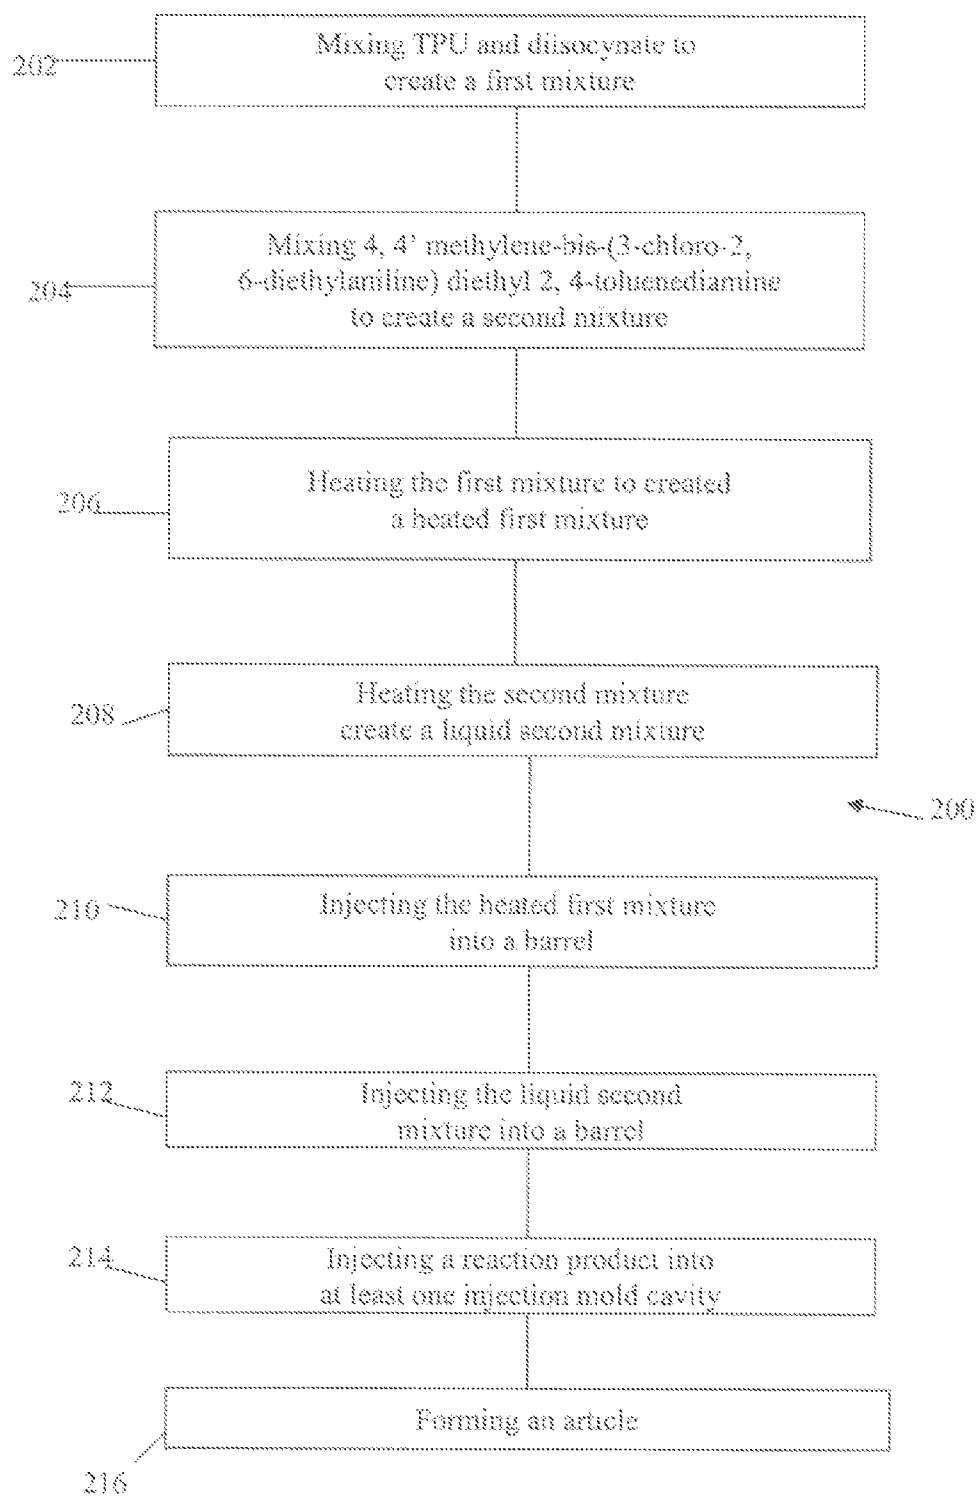 Mixing TPU and diisocynate to
create a first mixture
202
Mixing 4, 4' methylene-bis-(3-chloro-2,
6-diethylaniline) diethyl 2, 4-toluenediamine
to create a second mixture
204
Heating the first mixture to created
a heated first mixture
206
Heating the second mixture
create a liquid second mixture
208
200
Injecting the heated first mixture
into a barrel
210
Injecting the liquid second
mixture into a barrel
212
Injecting a reaction product into
at least one injection mold cavity
214
Forming an article
216